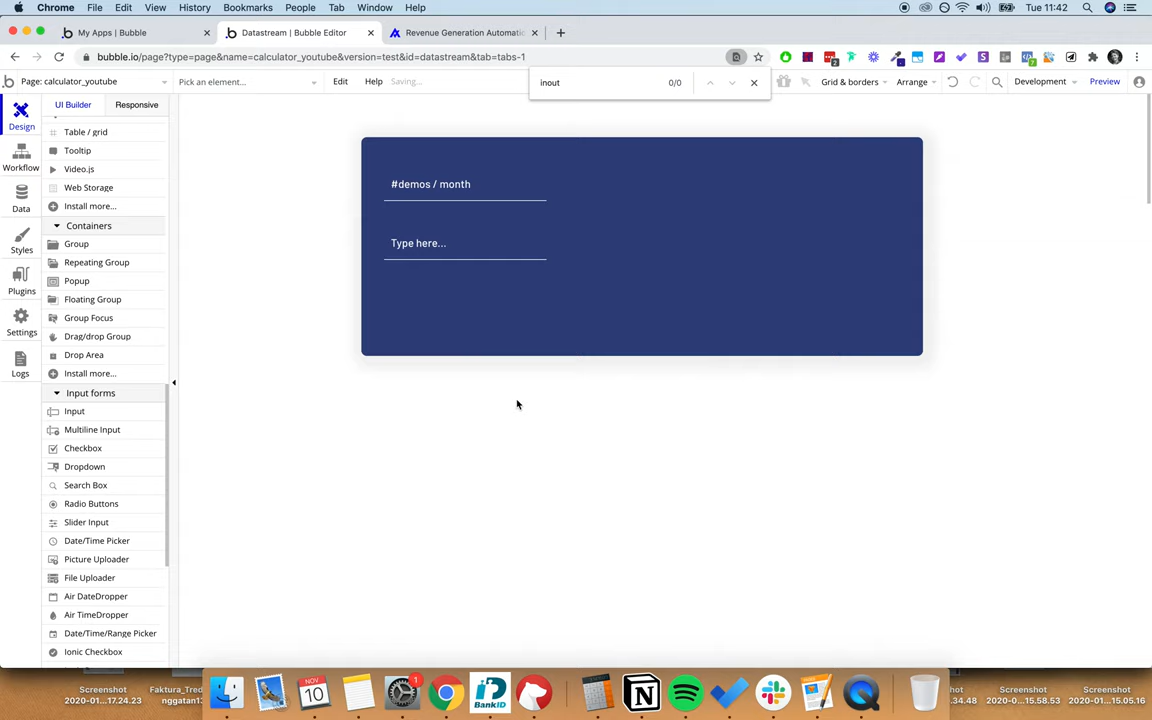 Chrome File Edit View History Bookmarks People Tab Window Help Tue 11:42
My Apps | Bubble Datastream | Bubble Editor Revenue Generation Automati
bubble.io/page?type=page&name=calculator_youtube&version=test&id=datastream&tab=tabs-1
inout 0/0
Page: calculator_youtube Pick an element... Edit Help Saving... Grid & borders Arrange Development Preview
UI Builder Responsive
Design
Workflow
Data
Styles
Plugins
Settings
Logs
Table / grid
Tooltip
Video.js
Web Storage
Install more...
Containers
Group
Repeating Group
Popup
Floating Group
Group Focus
Drag/drop Group
Drop Area
Install more...
Input forms
Input
Multiline Input
Checkbox
Dropdown
Search Box
Radio Buttons
Slider Input
Date/Time Picker
Picture Uploader
File Uploader
Air DateDropper
Air TimeDropper
Date/Time/Range Picker
Ionic Checkbox
#demos / month
Type here...
NOV
10
1
BankID
Screenshot
2020-01...17.24.23
Faktura_Tred
nggatan13
Screenshot
2020-0...15.58.53
Screenshot
2020-01...15.05.16